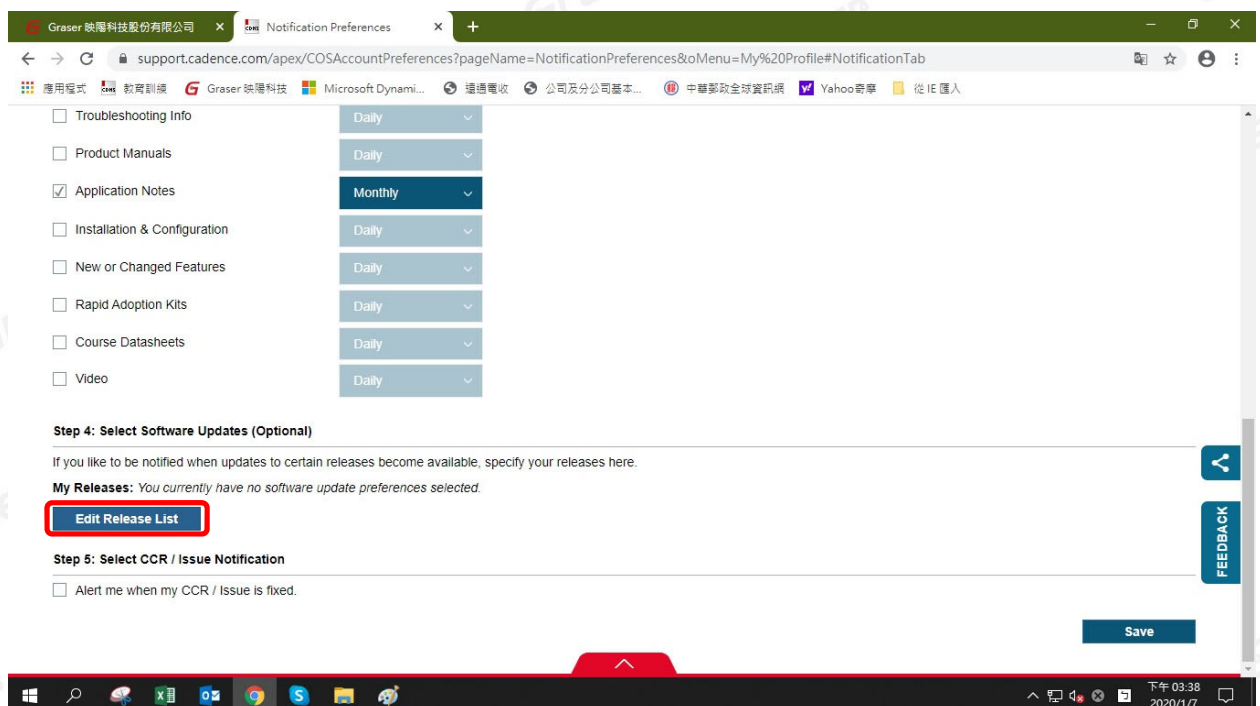 Graser 映陽科技股份有限公司
Notification Preferences
support.cadence.com/apex/COSAccountPreferences?pageName=NotificationPreferences&oMenu=My%20Profile#NotificationTab
應用程式 教育訓練 Graser 映陽科技 Microsoft Dynami... 遠通電收 公司及分公司基本... 中華郵政全球資訊網 Yahoo奇摩 從 IE 匯入
Troubleshooting Info Daily
Product Manuals Daily
Application Notes Monthly
Installation & Configuration Daily
New or Changed Features Daily
Rapid Adoption Kits Daily
Course Datasheets Daily
Video Daily
Step 4: Select Software Updates (Optional)
If you like to be notified when updates to certain releases become available, specify your releases here.
My Releases: You currently have no software update preferences selected.
Edit Release List
FEEDBACK
Step 5: Select CCR / Issue Notification
Alert me when my CCR / Issue is fixed.
Save
下午 03:38
2020/1/7